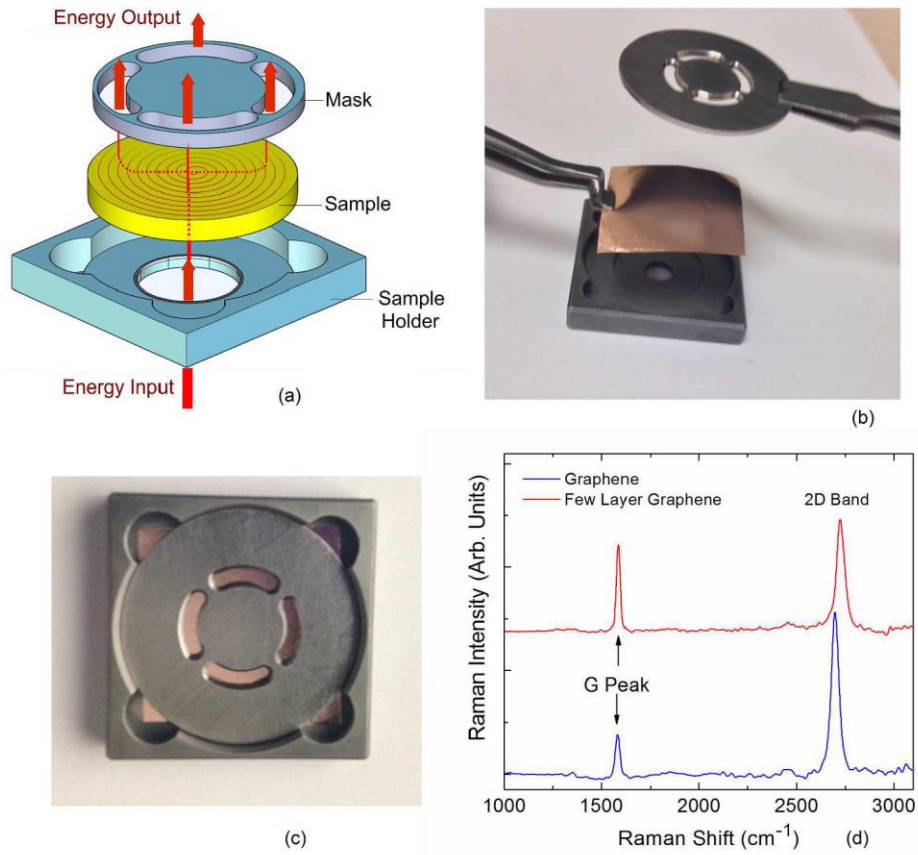 Energy Output
Mask
Sample
Sample
Holder
Energy Input
(a)
(b)
(c)
Raman Intensity (Arb. Units)
Graphene
Few Layer Graphene
2D Band
G Peak
1000 1500 2000 2500 3000
Raman Shift (cm⁻¹)
(d)